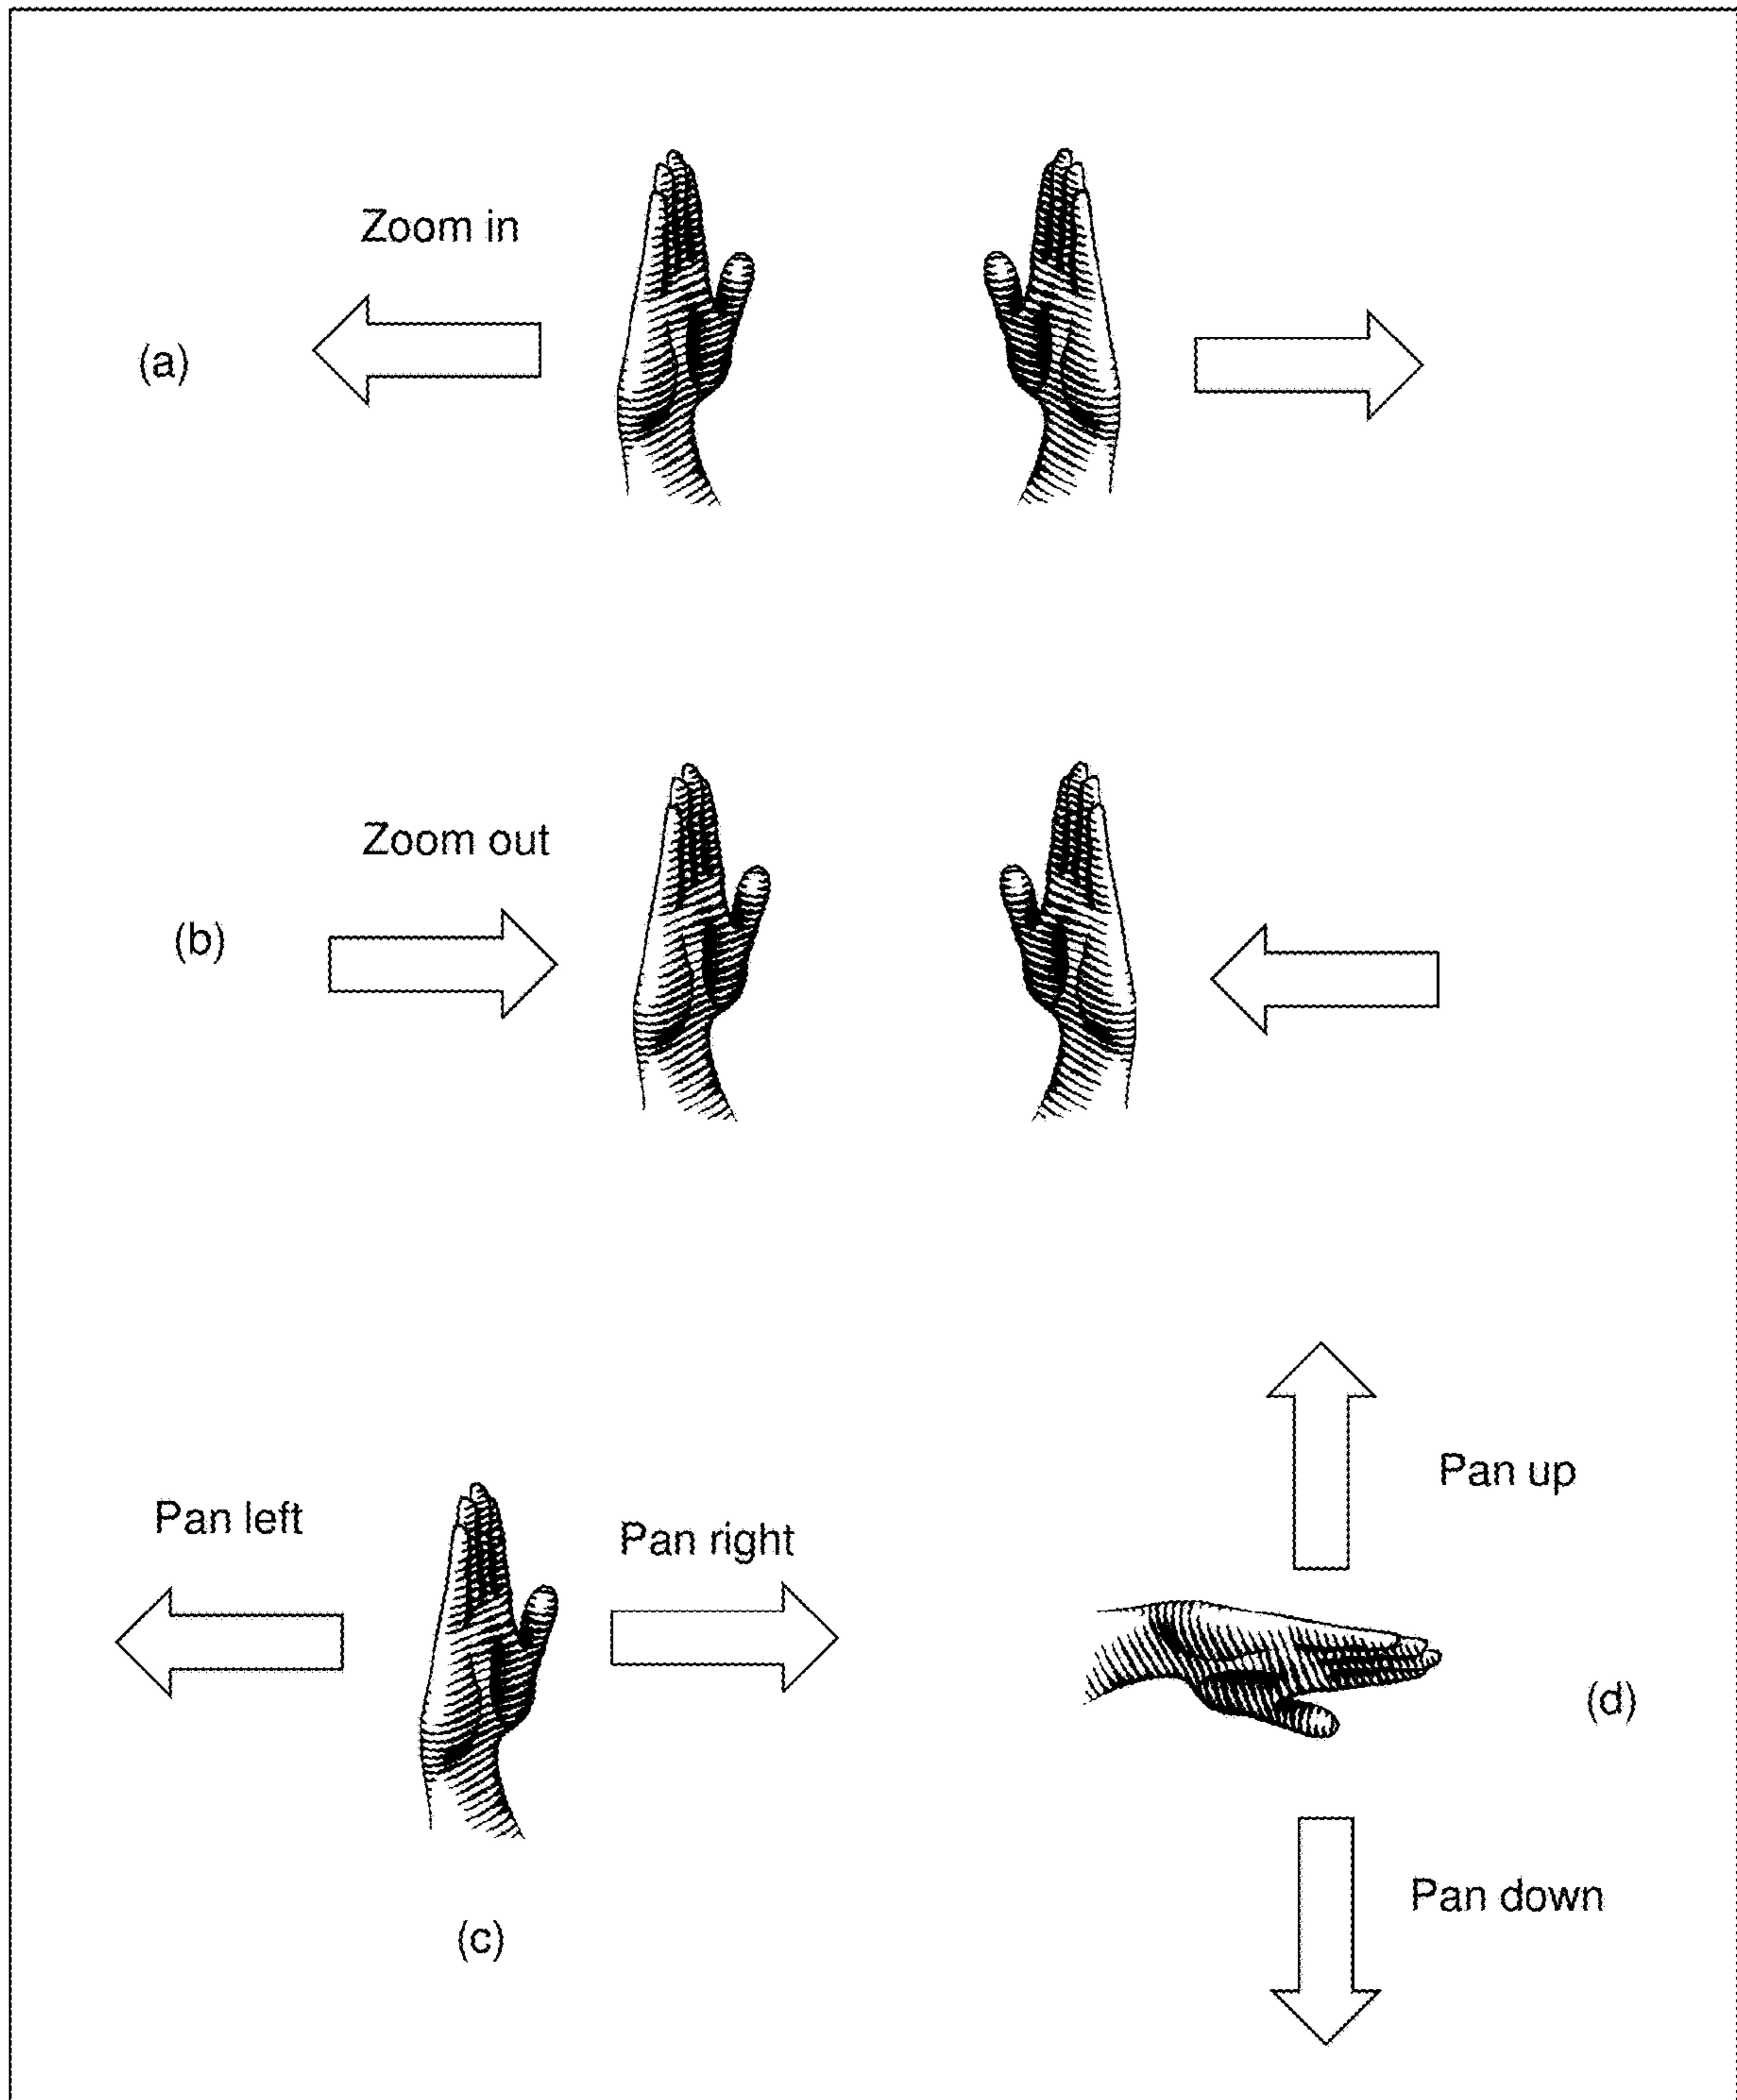 Zoom in
(a)
Zoom out
(b)
Pan up
Pan left
Pan right
(d)
Pan down
(c)